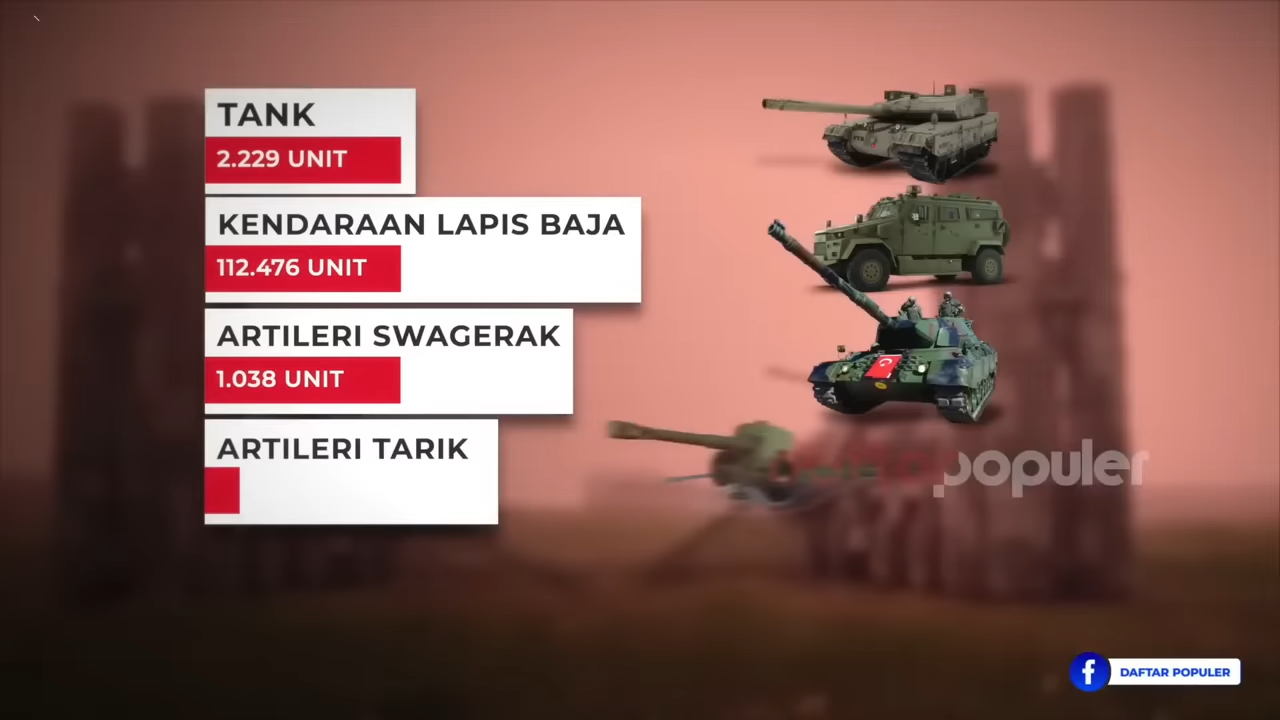 TANK
2.229 UNIT
KENDARAAN LAPIS BAJA
112.476 UNIT
ARTILERI SWAGERAK
1.038 UNIT
ARTILERI TARIK
populer
DAFTAR POPULER